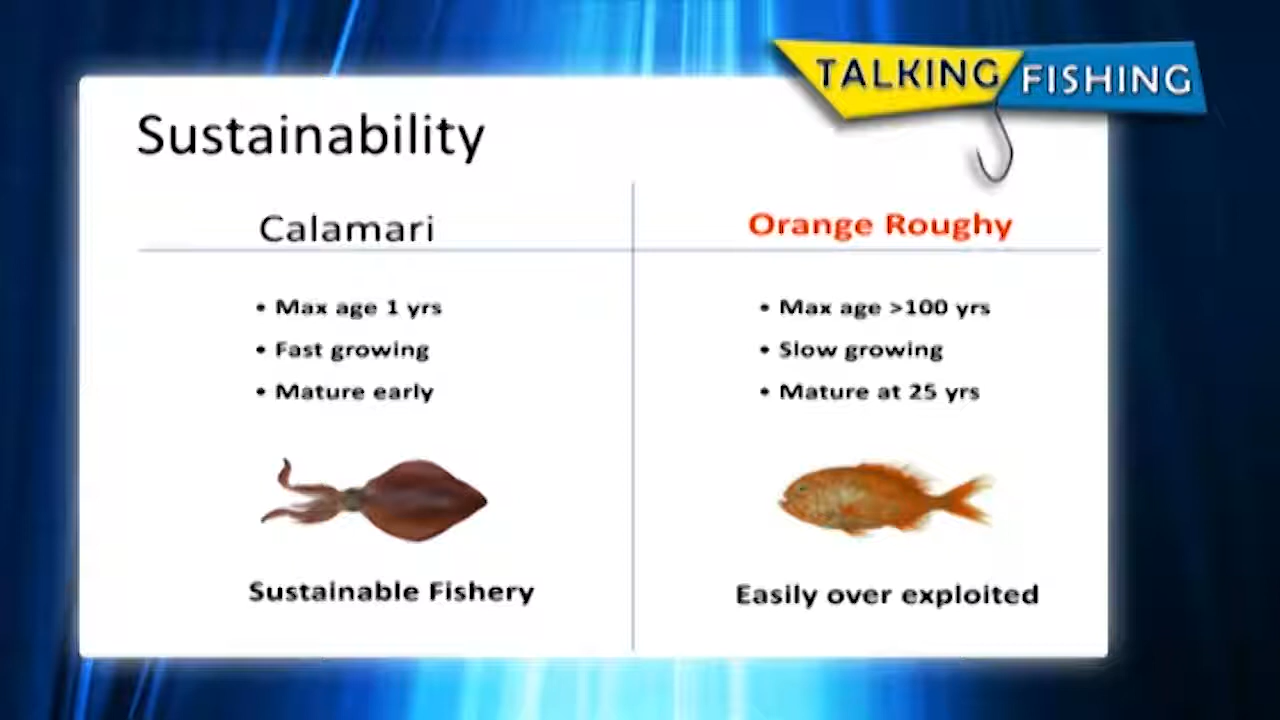 TALKING FISHING
Sustainability
Calamari
• Max age 1 yrs
• Fast growing
• Mature early
Sustainable Fishery
Orange Roughy
• Max age >100 yrs
• Slow growing
• Mature at 25 yrs
Easily over exploited